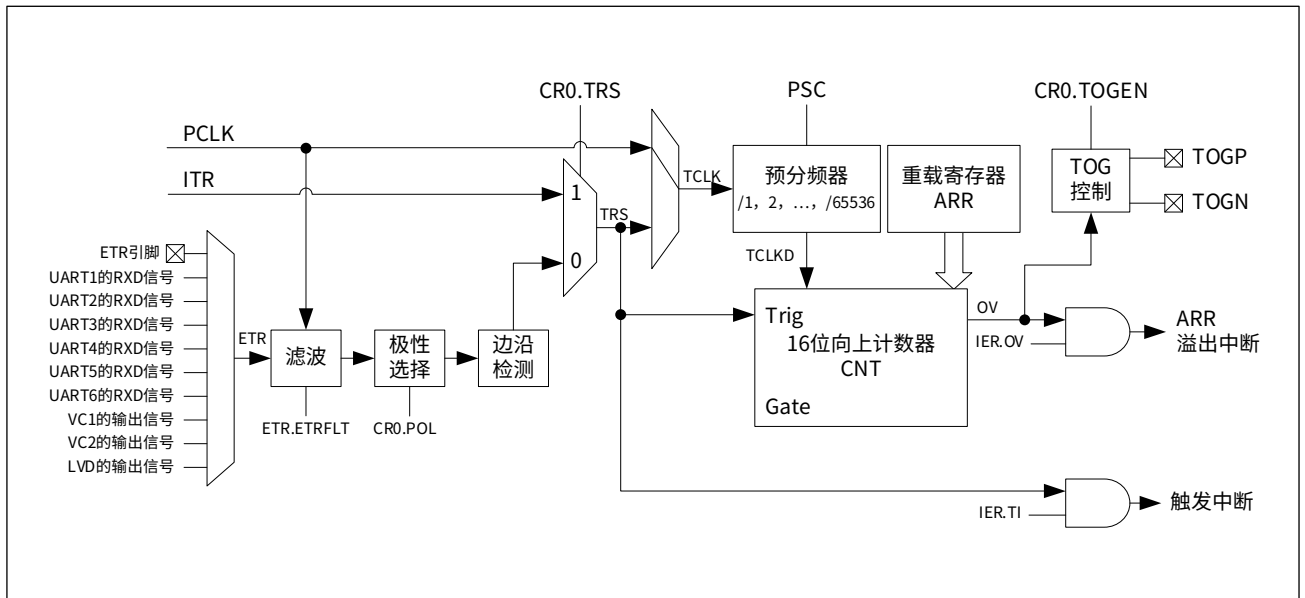 CR0.TRS
PSC
CR0.TOGEN
PCLK
ITR
1
0
TRS
TCLK
预分频器
/1，2，…，/65536
重载寄存器
ARR
TOG
控制
TOGP
TOGN
ETR引脚
UART1的RXD信号
UART2的RXD信号
UART3的RXD信号
UART4的RXD信号
UART5的RXD信号
UART6的RXD信号
VC1的输出信号
VC2的输出信号
LVD的输出信号
ETR
滤波
ETR.ETRFLT
极性
选择
CR0.POL
边沿
检测
TCLKD
Trig
16位向上计数器
CNT
Gate
OV
IER.OV
ARR
溢出中断
IER.TI
触发中断